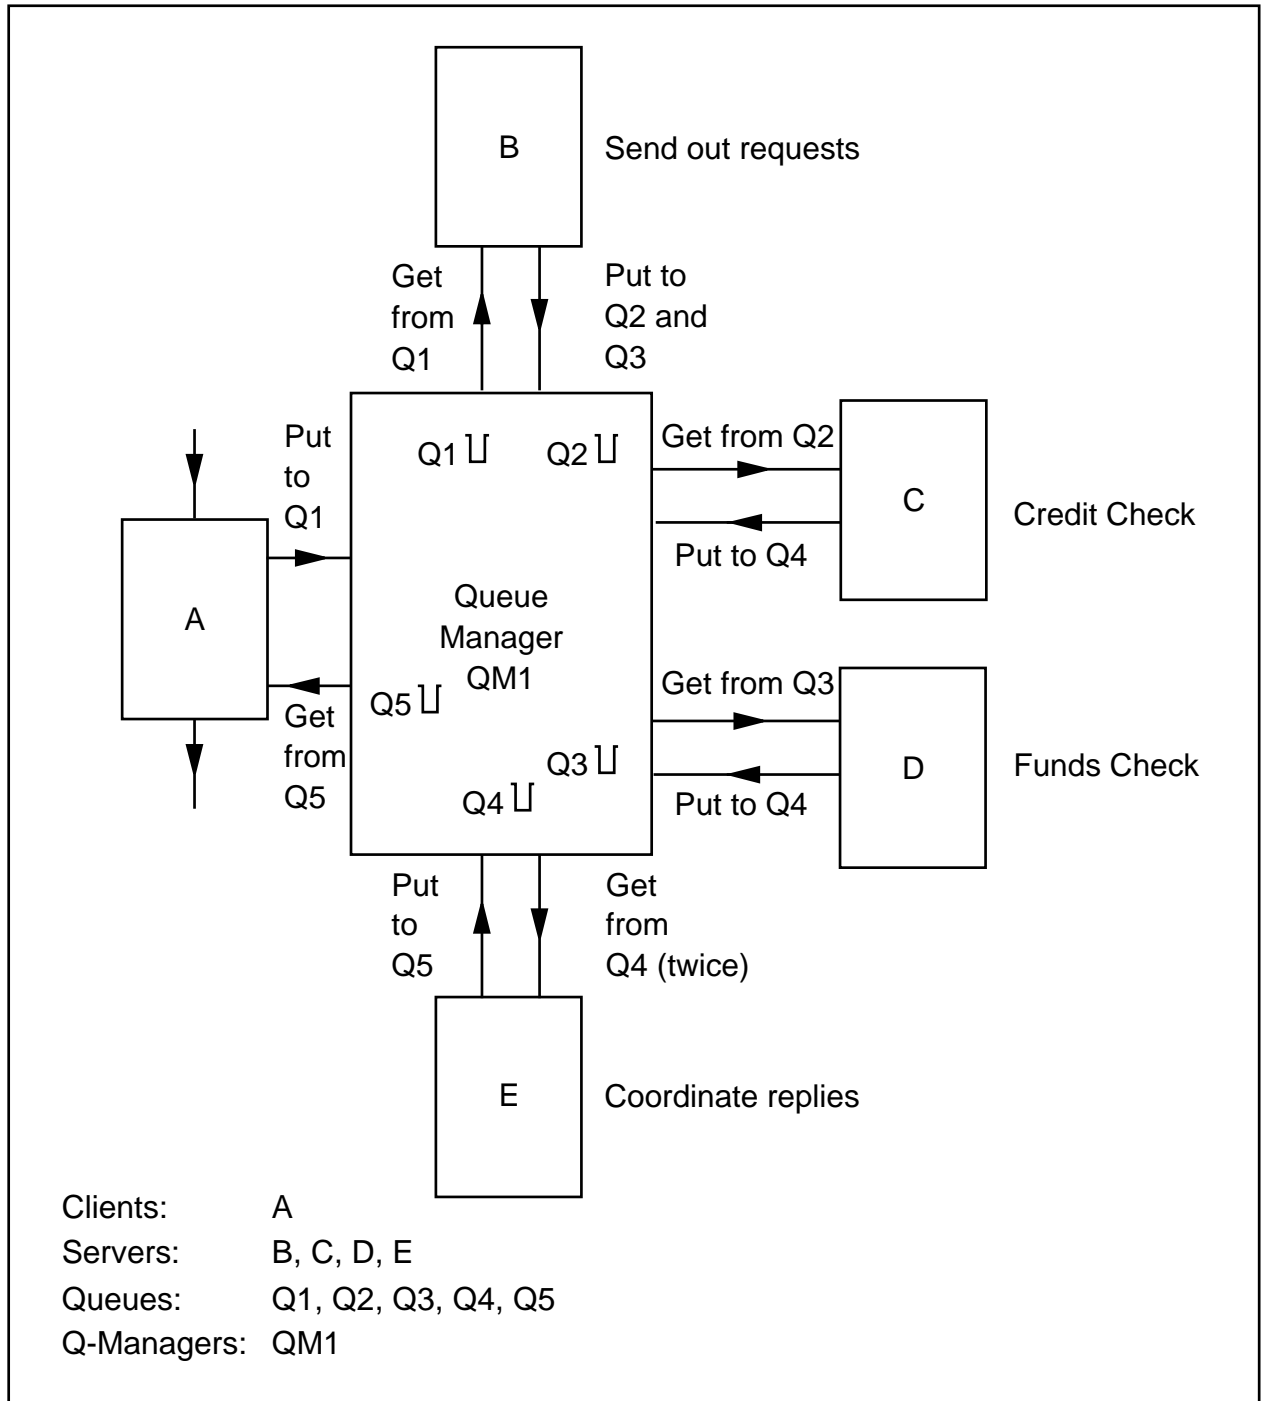 B
Send out requests
Get
from
Q1
Put to
Q2 and
Q3
Put
to
Q1
Q1
Q2
Get from Q2
C
Credit Check
Put to Q4
A
Queue
Manager
QM1
Q5
Get
from
Q5
Get from Q3
D
Funds Check
Q3
Q4
Put to Q4
Put
to
Q5
Get
from
Q4 (twice)
E
Coordinate replies
Clients: A
Servers: B, C, D, E
Queues: Q1, Q2, Q3, Q4, Q5
Q-Managers: QM1